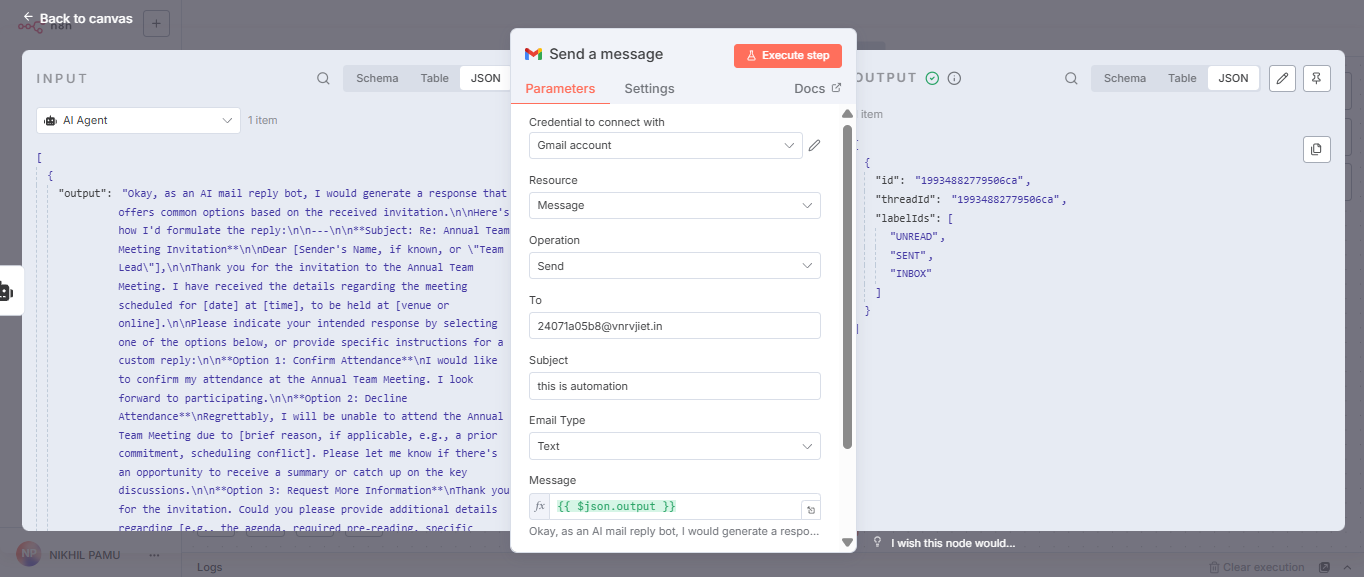 Back to canvas
n8n
INPUT
Schema Table JSON
AI Agent
1 item
[
{
"output": "Okay, as an AI mail reply bot, I would generate a response that
offers common options based on the received invitation.\n\nHere's
how I'd formulate the reply:\n\n---\n\n**Subject: Re: Annual Team
Meeting Invitation**\n\nDear [Sender's Name, if known, or \"Team
Lead\"],\n\nThank you for the invitation to the Annual Team
Meeting. I have received the details regarding the meeting
scheduled for [date] at [time], to be held at [venue or
online].\n\nPlease indicate your intended response by selecting
one of the options below, or provide specific instructions for a
custom reply:\n\n**Option 1: Confirm Attendance**\nI would like
to confirm my attendance at the Annual Team Meeting. I look
forward to participating.\n\n**Option 2: Decline
Attendance**\nRegrettably, I will be unable to attend the Annual
Team Meeting due to [brief reason, if applicable, e.g., a prior
commitment, scheduling conflict]. Please let me know if there's
an opportunity to receive a summary or catch up on the key
discussions.\n\n**Option 3: Request More Information**\nThank you
for the invitation. Could you please provide additional details
regarding [e.g., the agenda, required pre-reading, specific
Send a message
Execute step
Parameters
Settings
Docs
Credential to connect with
Gmail account
Resource
Message
Operation
Send
To
24071a05b8@vnrvjiet.in
Subject
this is automation
Email Type
Text
Message
fx {{ $json.output }}
Okay, as an AI mail reply bot, I would generate a respo...
OUTPUT
Schema Table JSON
item
{
"id": "19934882779506ca",
"threadId": "19934882779506ca",
"labelIds": [
"UNREAD",
"SENT",
"INBOX"
]
}
]
I wish this node would...
NP NIKHIL PAMU
Logs
Clear execution